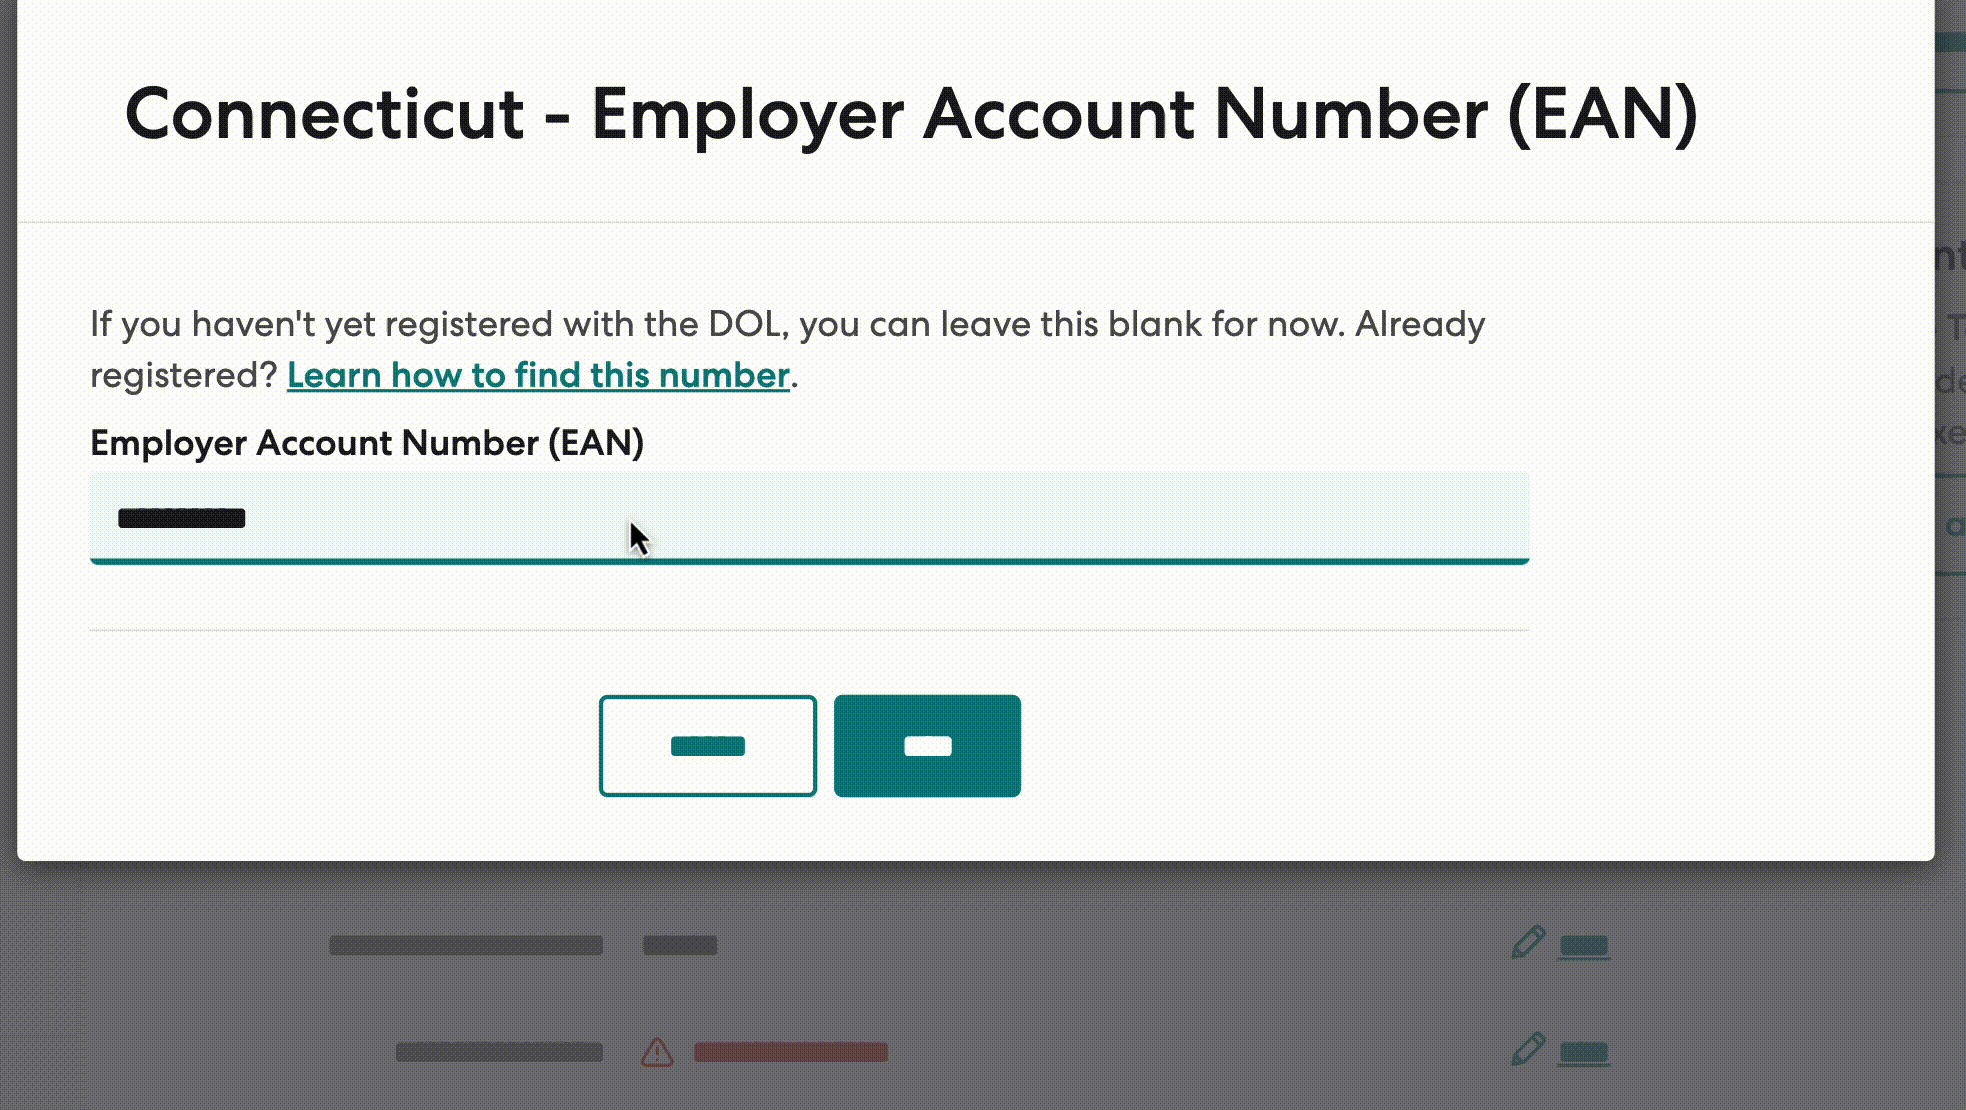 Connecticut - Employer Account Number (EAN)
If you haven't yet registered with the DOL, you can leave this blank for now. Already
registered? Learn how to find this number.
Employer Account Number (EAN)